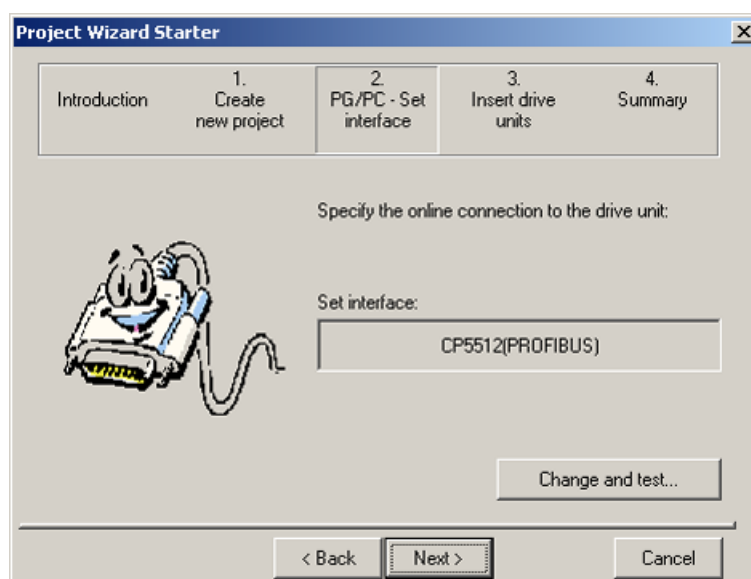 Project Wizard Starter
Introduction
1.
Create
new project
2.
PG/PC - Set
interface
3.
Insert drive
units
4.
Summary
Specify the online connection to the drive unit:
Set interface:
CP5512(PROFIBUS)
Change and test...
< Back
Next >
Cancel